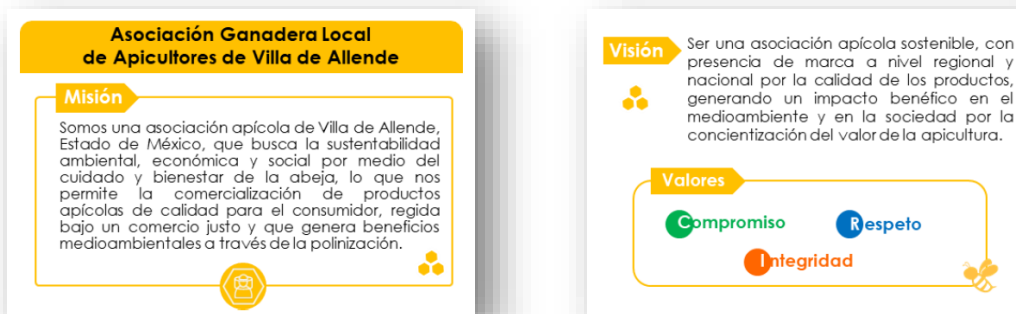 Asociación Ganadera Local
de Apicultores de Villa de Allende
Misión
Somos una asociación apícola de Villa de Allende,
Estado de México, que busca la sustentabilidad
ambiental, económica y social por medio del
cuidado y bienestar de la abeja, lo que nos
permite la comercialización de productos
apícolas de calidad para el consumidor, regida
bajo un comercio justo y que genera beneficios
medioambientales a través de la polinización.
Visión
Ser una asociación apícola sostenible, con
presencia de marca a nivel regional y
nacional por la calidad de los productos,
generando un impacto benéfico en el
medioambiente y en la sociedad por la
concientización del valor de la apicultura.
Valores
Compromiso
Respeto
Integridad